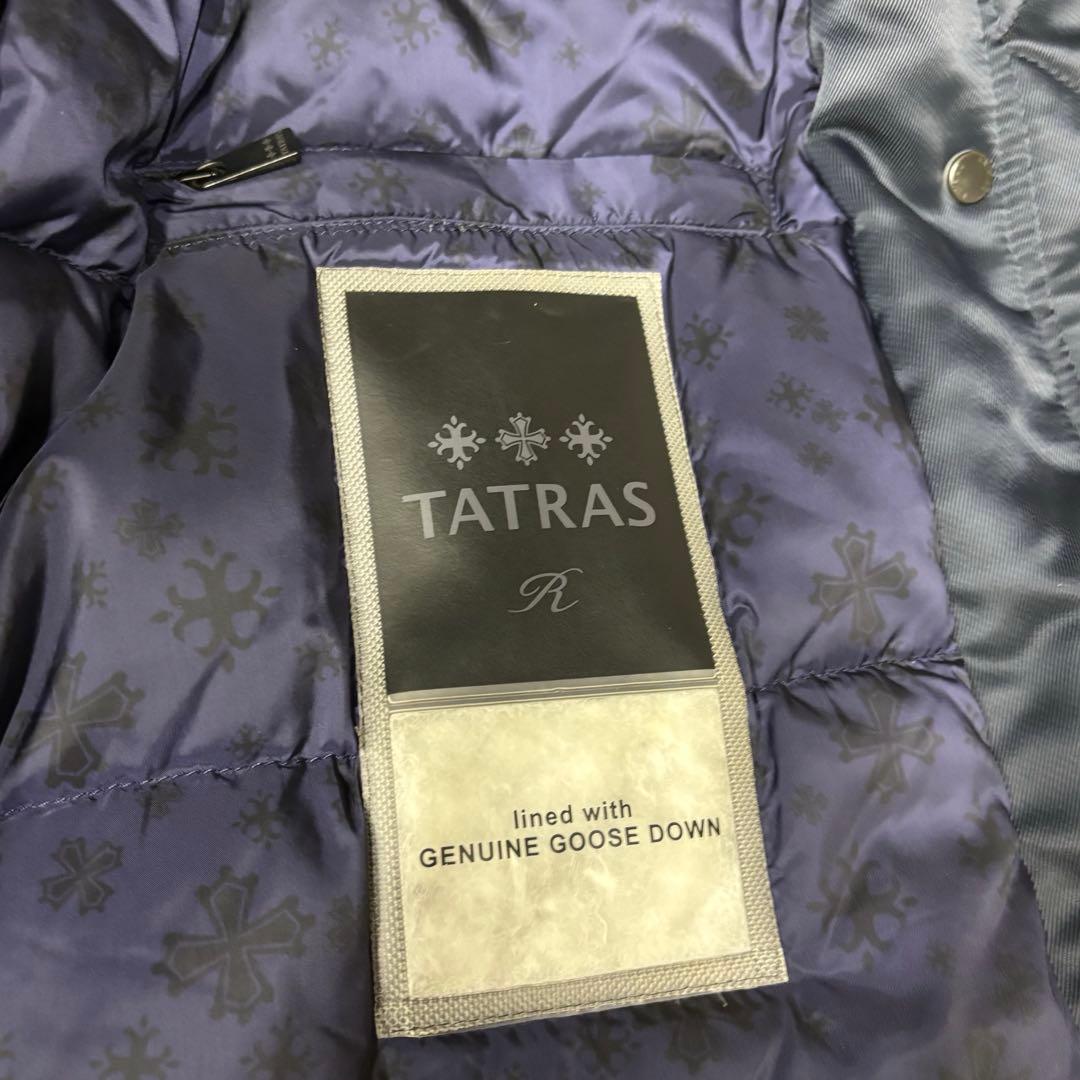 TATRAS
R
lined with
GENUINE GOOSE DOWN